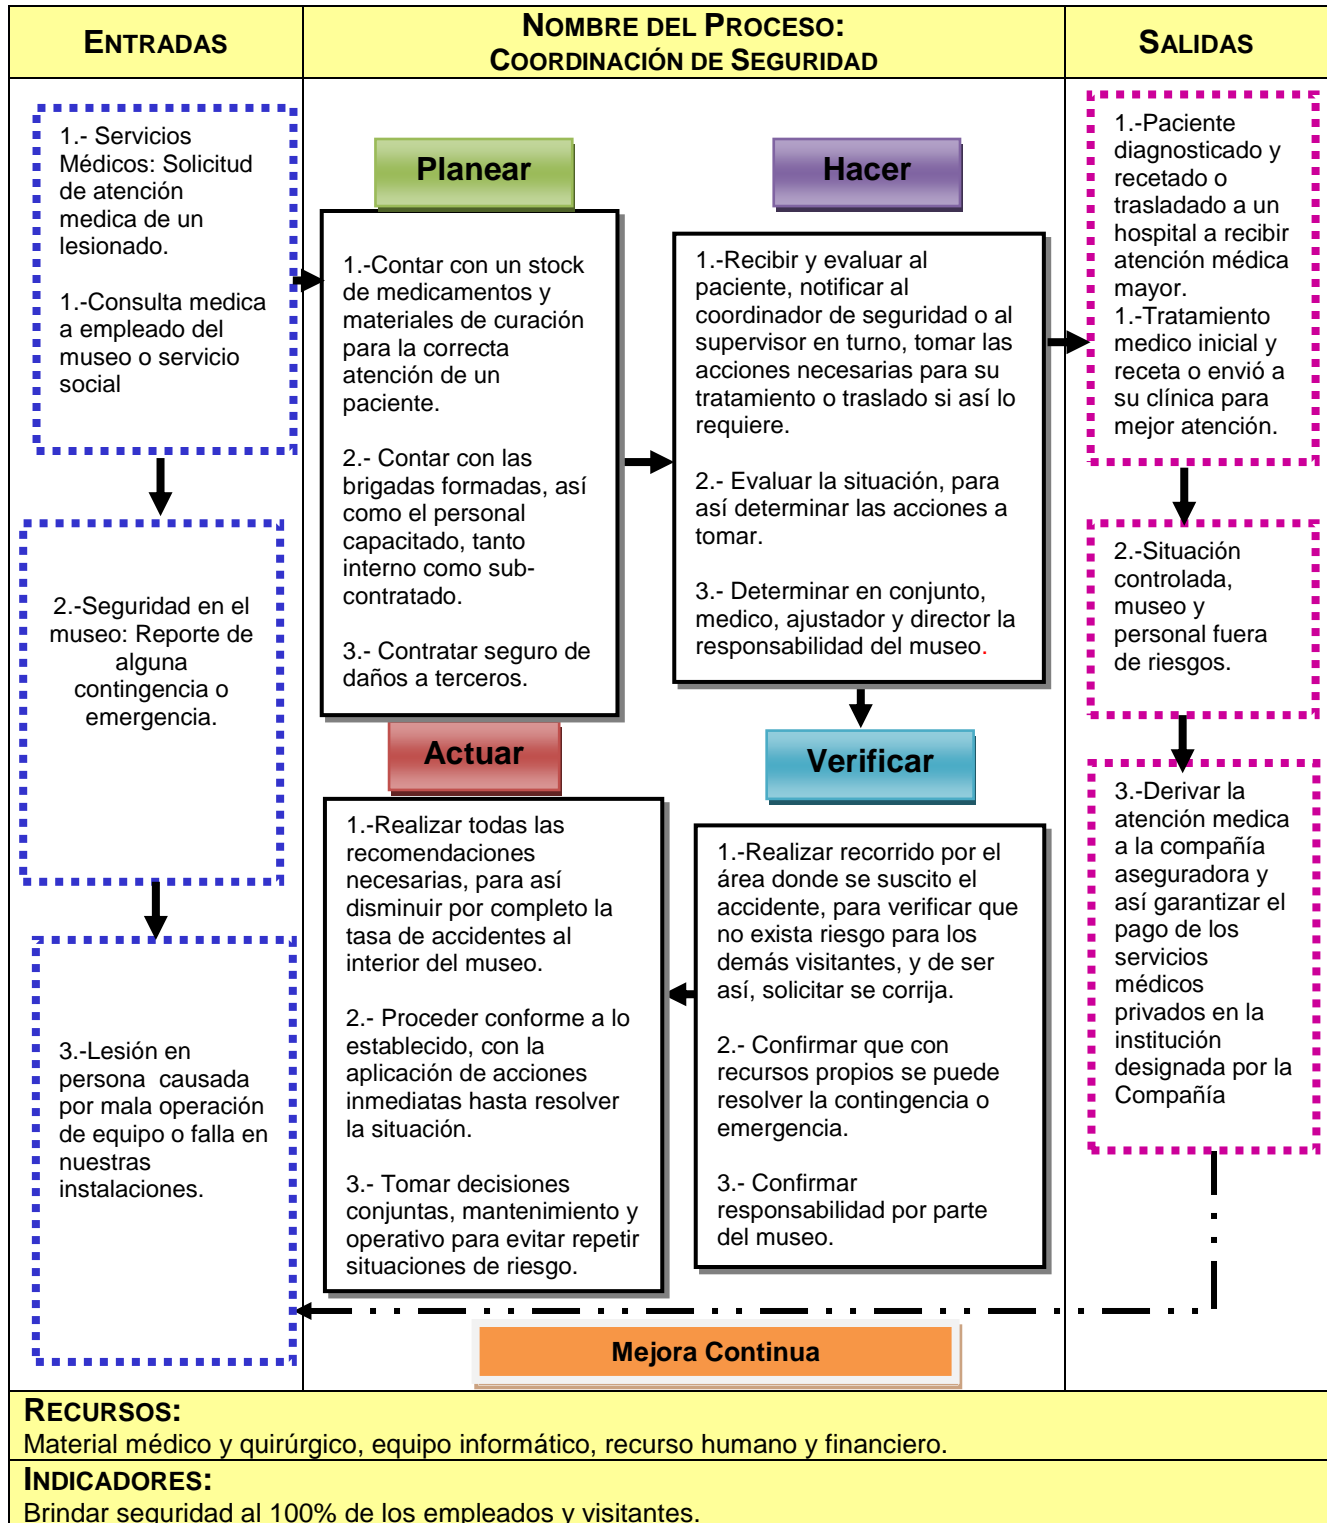 ENTRADAS
NOMBRE DEL PROCESO:
COORDINACIÓN DE SEGURIDAD
SALIDAS
1.- Servicios
Médicos: Solicitud
de atención
medica de un
lesionado.
1.-Consulta medica
a empleado del
museo o servicio
social
2.-Seguridad en el
museo: Reporte de
alguna
contingencia o
emergencia.
3.-Lesión en
persona causada
por mala operación
de equipo o falla en
nuestras
instalaciones.
Planear
1.-Contar con un stock
de medicamentos y
materiales de curación
para la correcta
atención de un
paciente.
2.- Contar con las
brigadas formadas, así
como el personal
capacitado, tanto
interno como sub-
contratado.
3.- Contratar seguro de
daños a terceros.
Hacer
1.-Recibir y evaluar al
paciente, notificar al
coordinador de seguridad o al
supervisor en turno, tomar las
acciones necesarias para su
tratamiento o traslado si así lo
requiere.
2.- Evaluar la situación, para
así determinar las acciones a
tomar.
3.- Determinar en conjunto,
medico, ajustador y director la
responsabilidad del museo.
Actuar
1.-Realizar todas las
recomendaciones
necesarias, para así
disminuir por completo la
tasa de accidentes al
interior del museo.
2.- Proceder conforme a lo
establecido, con la
aplicación de acciones
inmediatas hasta resolver
la situación.
3.- Tomar decisiones
conjuntas, mantenimiento y
operativo para evitar repetir
situaciones de riesgo.
Verificar
1.-Realizar recorrido por el
área donde se suscito el
accidente, para verificar que
no exista riesgo para los
demás visitantes, y de ser
así, solicitar se corrija.
2.- Confirmar que con
recursos propios se puede
resolver la contingencia o
emergencia.
3.- Confirmar
responsabilidad por parte
del museo.
1.-Paciente
diagnosticado y
recetado o
trasladado a un
hospital a recibir
atención médica
mayor.
1.-Tratamiento
medico inicial y
receta o envió a
su clínica para
mejor atención.
2.-Situación
controlada,
museo y
personal fuera
de riesgos.
3.-Derivar la
atención medica
a la compañía
aseguradora y
así garantizar el
pago de los
servicios
médicos
privados en la
institución
designada por la
Compañía
Mejora Continua
RECURSOS:
Material médico y quirúrgico, equipo informático, recurso humano y financiero.
INDICADORES:
Brindar seguridad al 100% de los empleados y visitantes.